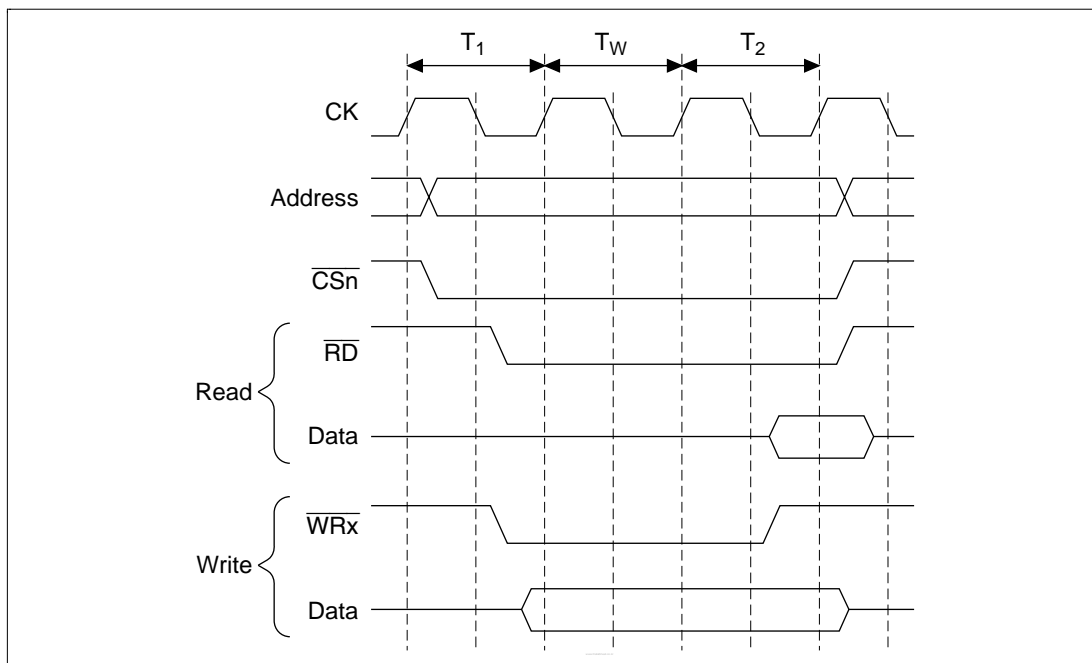 T1 TW T2
CK
Address
CSn
RD
Read
Data
WRx
Write
Data